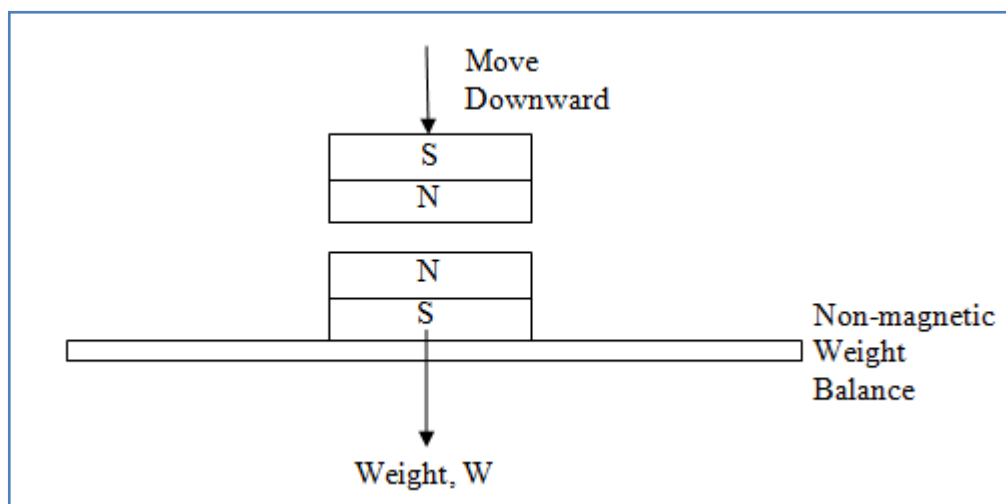 Move
Downward
S
N
N
S
Non-magnetic
Weight
Balance
Weight, W